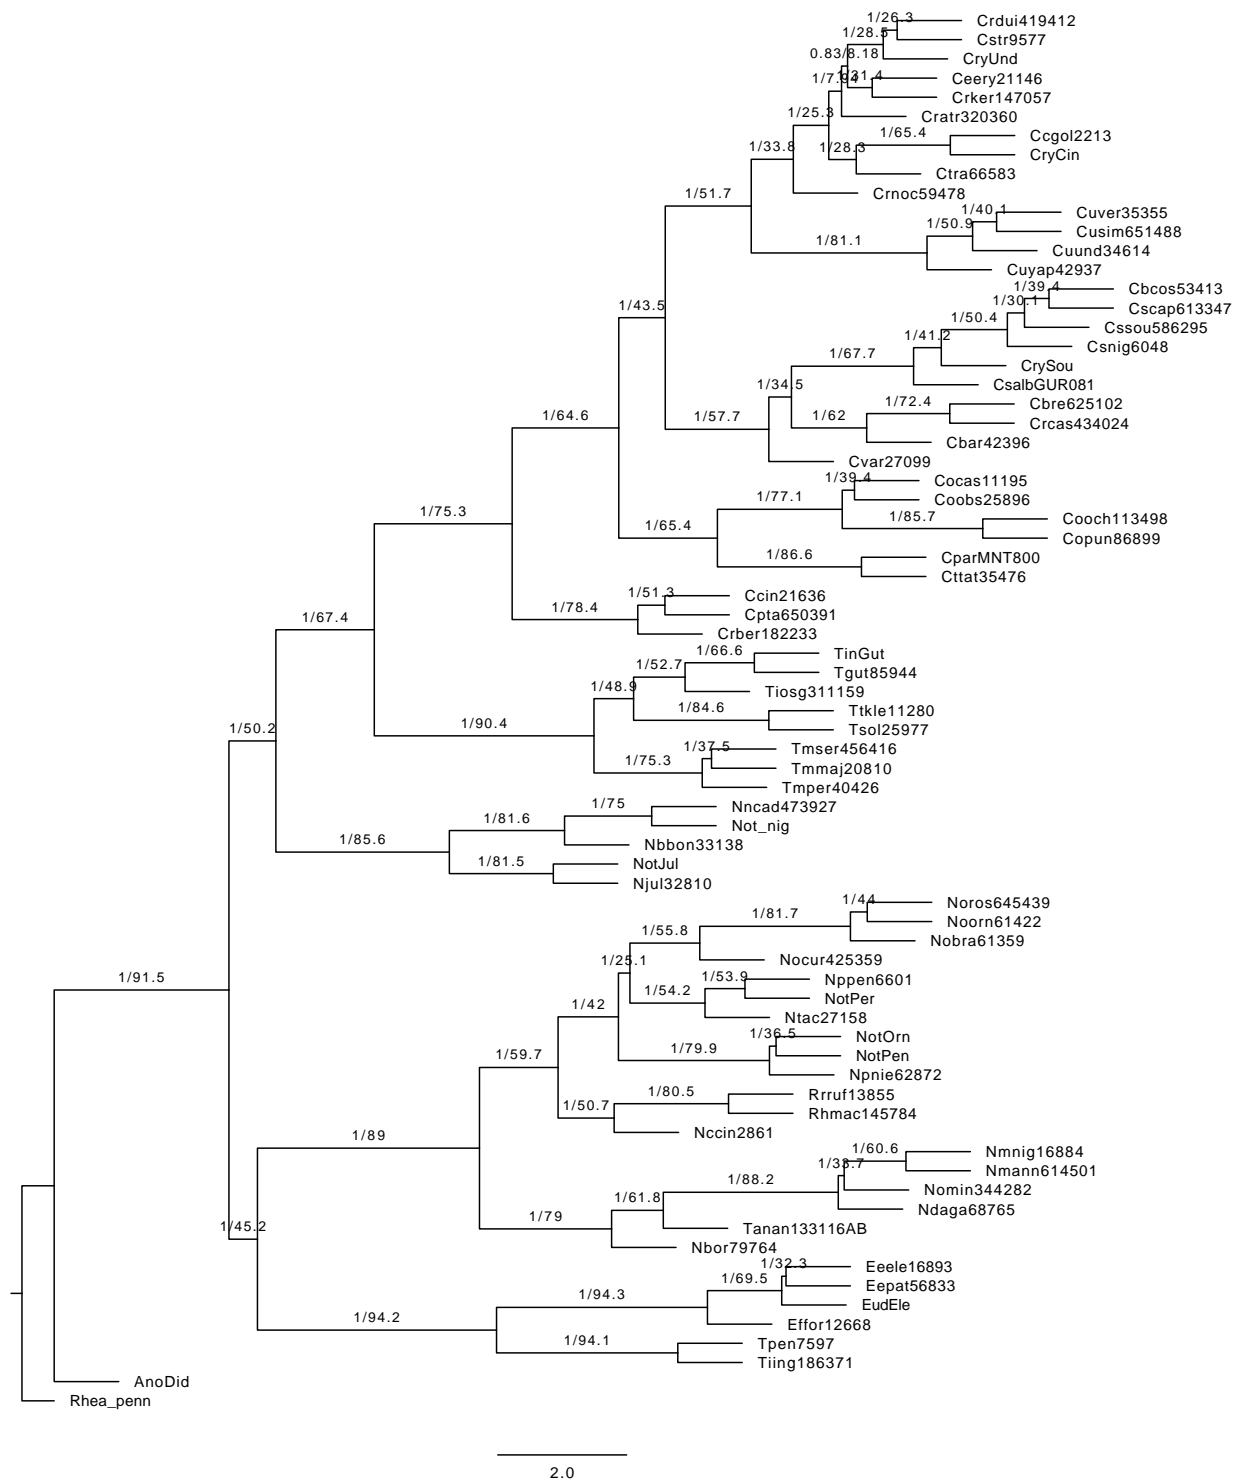 1/26.3
Crdui419412
1/28.5
Cstr9577
0.83/8.18
CryUnd
1/7.94
1/31.4
Ceery21146
Crker147057
1/25.3
Cratr320360
1/65.4
Ccgol2213
1/33.8
1/28.3
CryCin
Ctra66583
1/51.7
Crnoc59478
1/40.1
Cuver35355
1/50.9
Cusim651488
1/81.1
Cuund34614
Cuyap42937
1/39.4
Cbcos53413
1/30.1
Cscap613347
1/43.5
1/50.4
Cssou586295
1/41.2
Csnig6048
1/67.7
CrySou
1/34.5
CsalbGUR081
1/72.4
Cbre625102
1/64.6
1/57.7
1/62
Crcas434024
Cbar42396
Cvar27099
1/39.4
Cocas11195
1/77.1
Coobs25896
1/75.3
1/65.4
1/85.7
Cooch113498
Copun86899
1/86.6
CparMNT800
Cttat35476
1/51.3
Ccin21636
1/78.4
Cpta650391
1/67.4
Crber182233
1/66.6
TinGut
1/52.7
Tgut85944
1/48.9
Tiosg311159
1/84.6
Ttkle11280
1/50.2
1/90.4
Tsol25977
1/37.5
Tmser456416
1/75.3
Tmmaj20810
Tmper40426
1/75
Nncad473927
1/81.6
Not_nig
1/85.6
Nbbon33138
1/81.5
NotJul
Njul32810
1/44
Noros645439
1/81.7
Noorn61422
1/55.8
Nobra61359
1/25.1
Nocur425359
1/91.5
1/53.9
Nppen6601
1/54.2
NotPer
1/42
Ntac27158
1/36.5
NotOrn
1/59.7
1/79.9
NotPen
Npnie62872
1/80.5
Rrruf13855
1/50.7
Rhmac145784
1/89
Nccin2861
1/60.6
Nmnig16884
1/33.7
Nmann614501
1/88.2
Nomin344282
1/61.8
Ndaga68765
1/45.2
1/79
Tanan133116AB
Nbor79764
1/32.3
Eeele16893
1/69.5
Eepat56833
1/94.3
EudEle
1/94.2
Effor12668
1/94.1
Tpen7597
Tiing186371
AnoDid
Rhea_penn
2.0